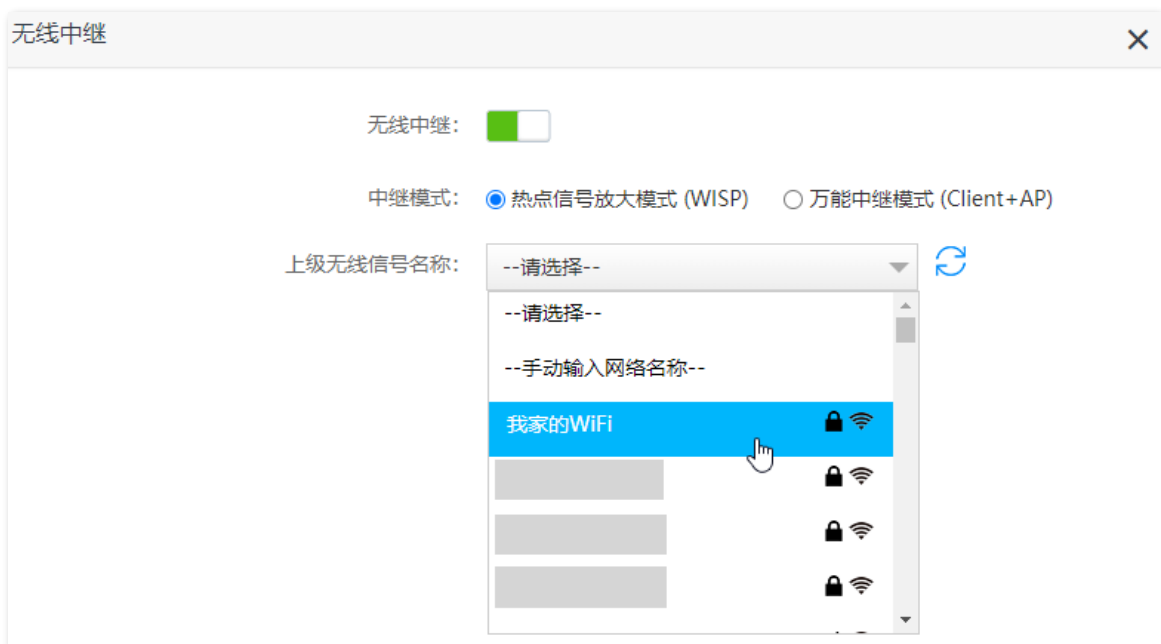 无线中继
无线中继：
中继模式： 热点信号放大模式 (WISP) 万能中继模式 (Client+AP)
上级无线信号名称： --请选择--
--请选择--
--手动输入网络名称--
我家的WiFi